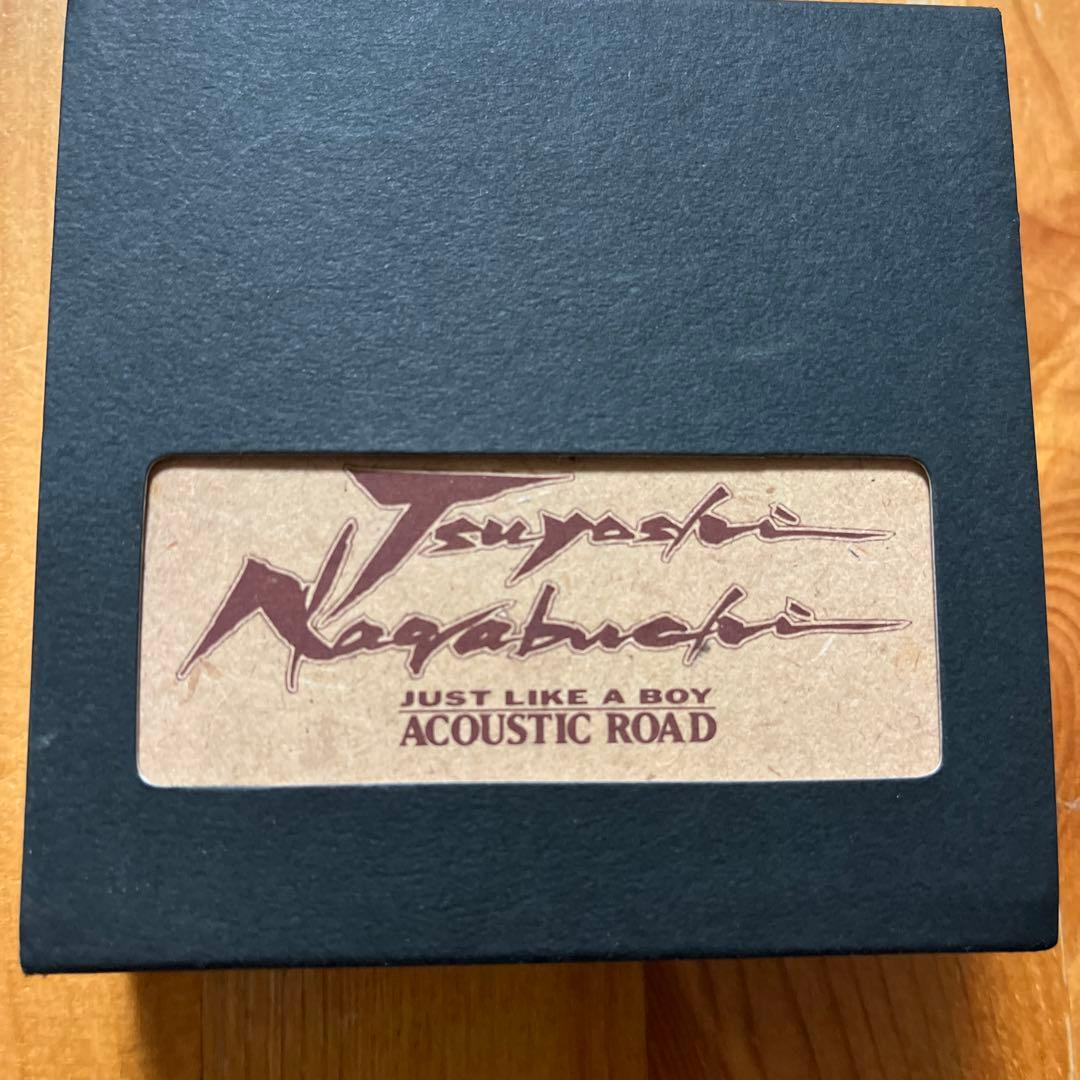 Tsuyoshi
Nagabuchi
JUST LIKE A BOY
ACOUSTIC ROAD